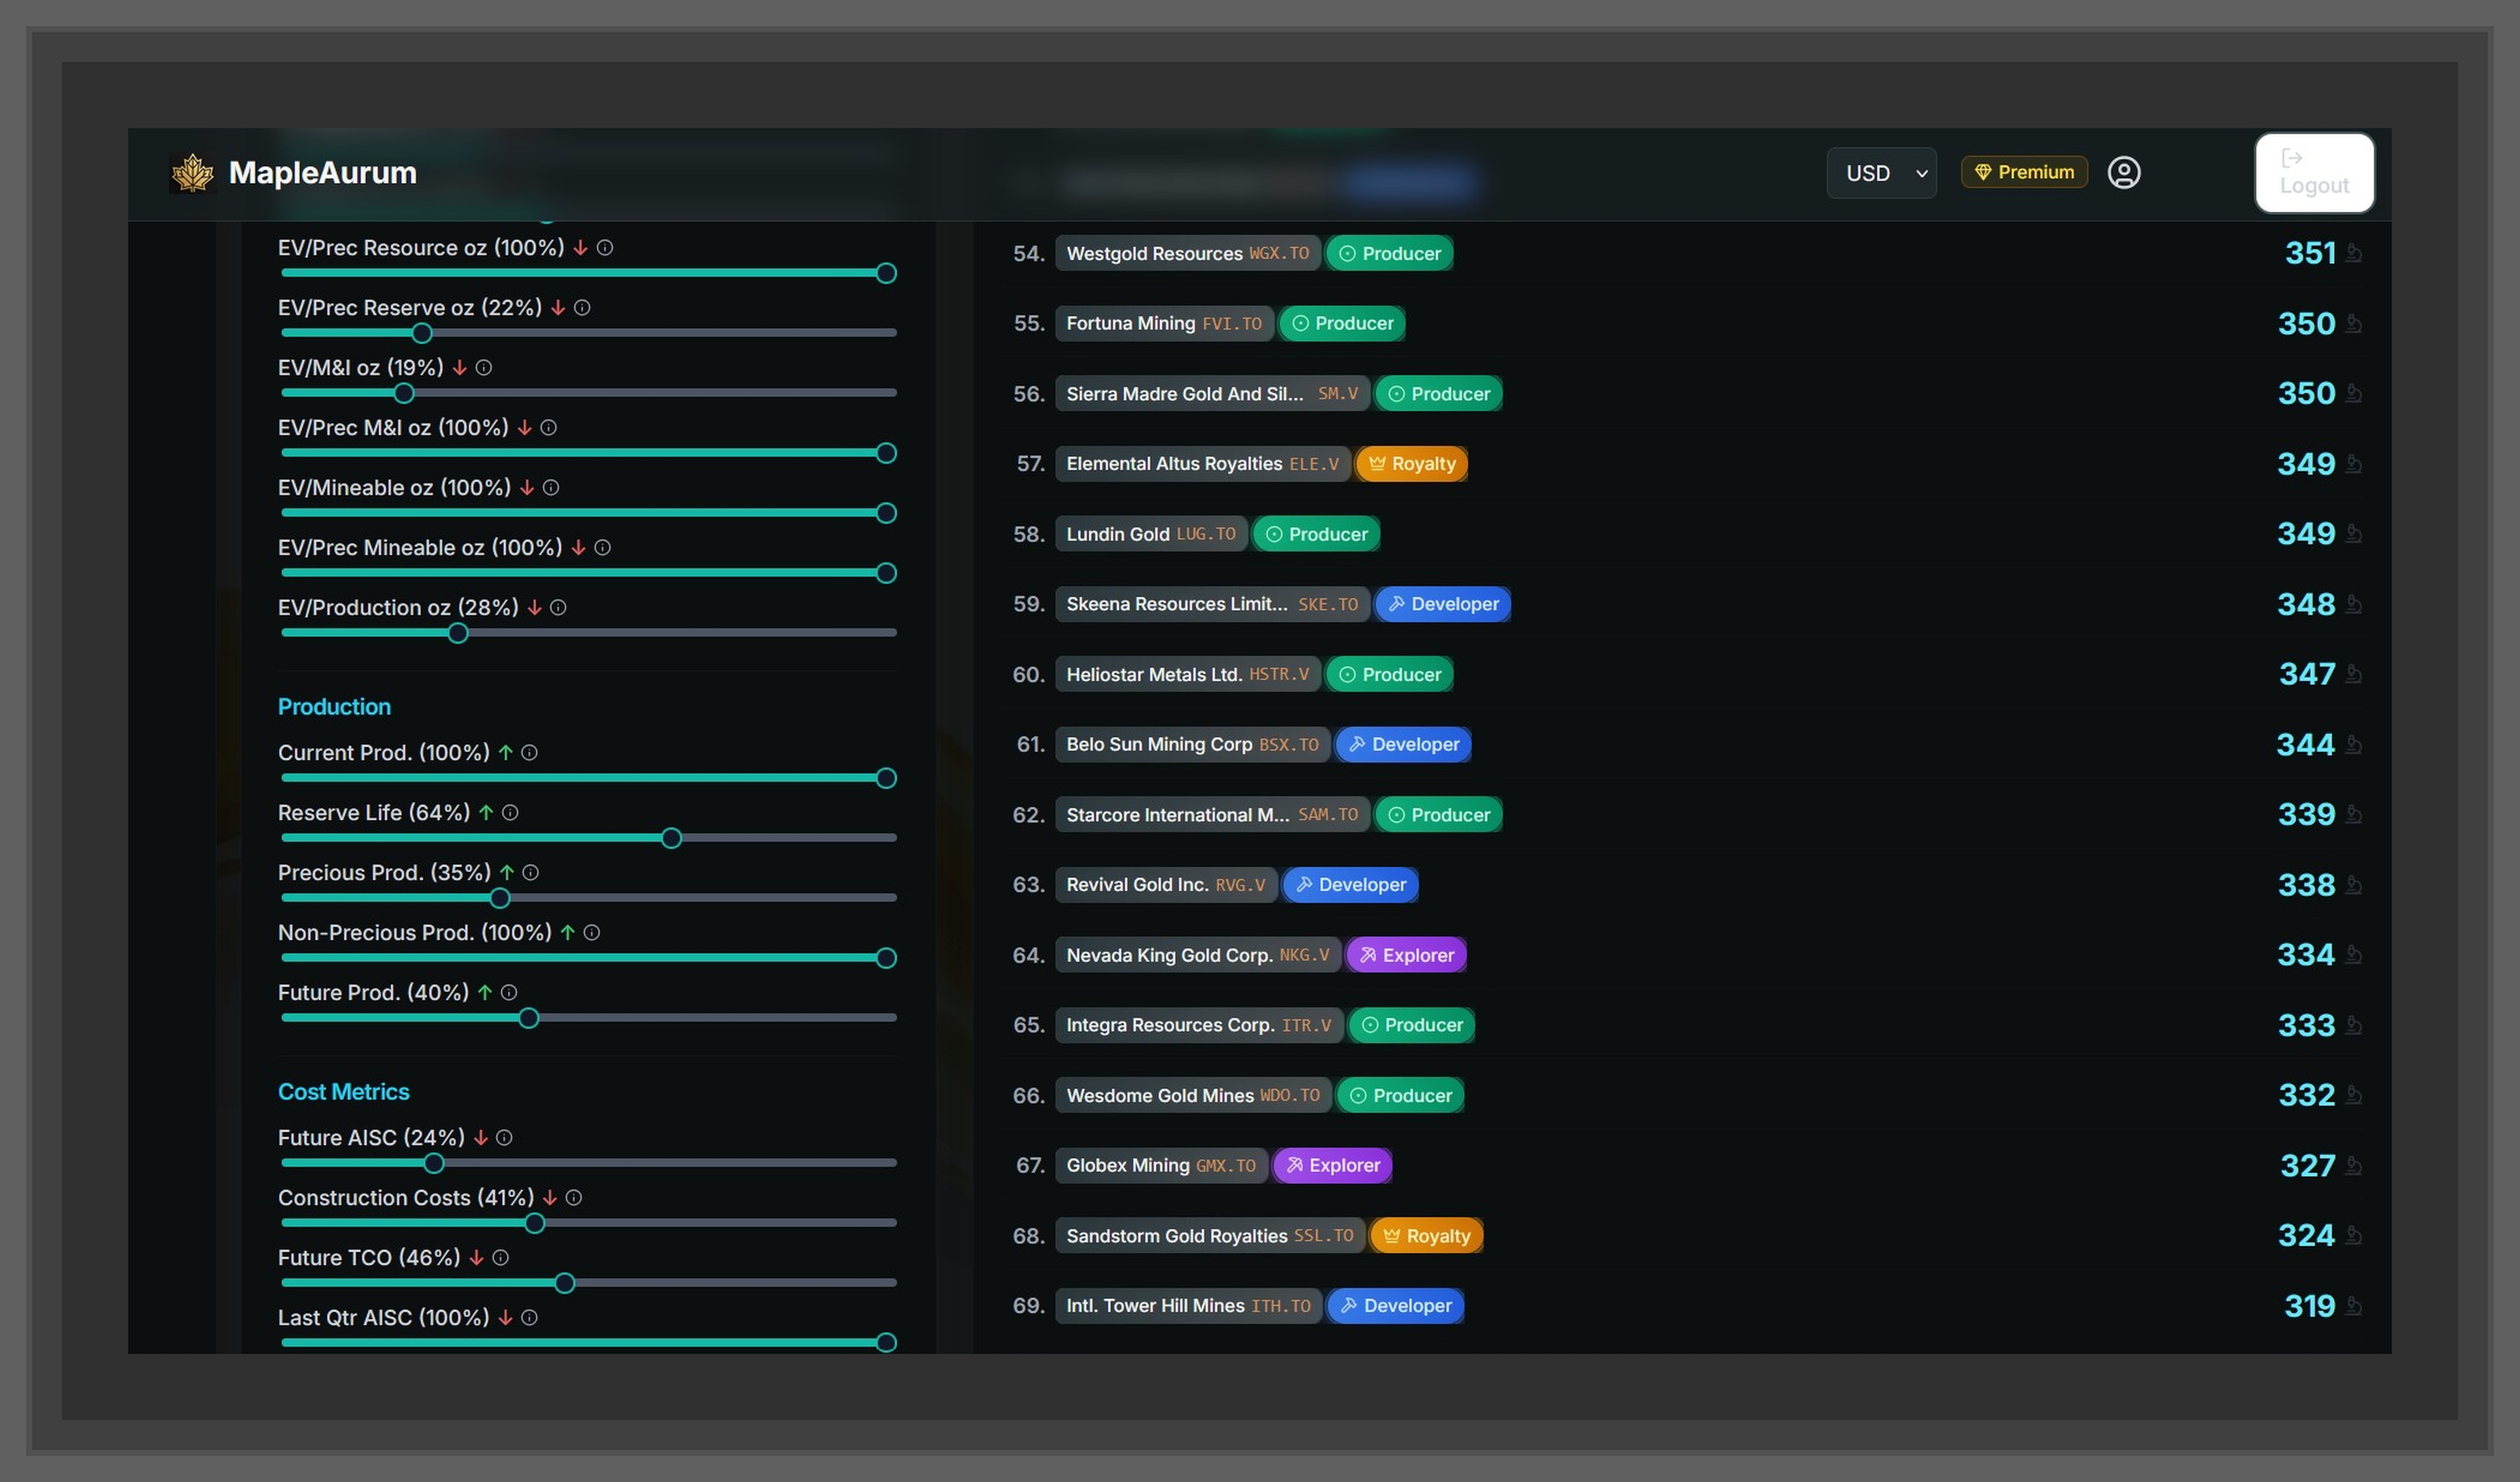 MapleAurum
USD
Premium
Logout
EV/Prec Resource oz (100%)
EV/Prec Reserve oz (22%)
EV/M&I oz (19%)
EV/Prec M&I oz (100%)
EV/Mineable oz (100%)
EV/Prec Mineable oz (100%)
EV/Production oz (28%)
Production
Current Prod. (100%)
Reserve Life (64%)
Precious Prod. (35%)
Non-Precious Prod. (100%)
Future Prod. (40%)
Cost Metrics
Future AISC (24%)
Construction Costs (41%)
Future TCO (46%)
Last Qtr AISC (100%)
54. Westgold Resources WGX.TO Producer 351
55. Fortuna Mining FVI.TO Producer 350
56. Sierra Madre Gold And Sil... SM.V Producer 350
57. Elemental Altus Royalties ELE.V Royalty 349
58. Lundin Gold LUG.TO Producer 349
59. Skeena Resources Limit... SKE.TO Developer 348
60. Heliostar Metals Ltd. HSTR.V Producer 347
61. Belo Sun Mining Corp BSX.TO Developer 344
62. Starcore International M... SAM.TO Producer 339
63. Revival Gold Inc. RVG.V Developer 338
64. Nevada King Gold Corp. NKG.V Explorer 334
65. Integra Resources Corp. ITR.V Producer 333
66. Wesdome Gold Mines WDO.TO Producer 332
67. Globex Mining GMX.TO Explorer 327
68. Sandstorm Gold Royalties SSL.TO Royalty 324
69. Intl. Tower Hill Mines ITH.TO Developer 319